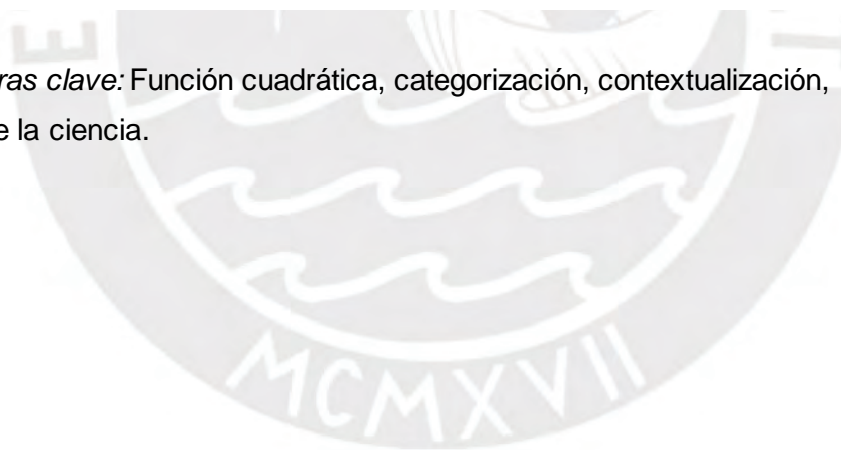 E
ras clave: Función cuadrática, categorización, contextualización,
e la ciencia.
MCMXVII